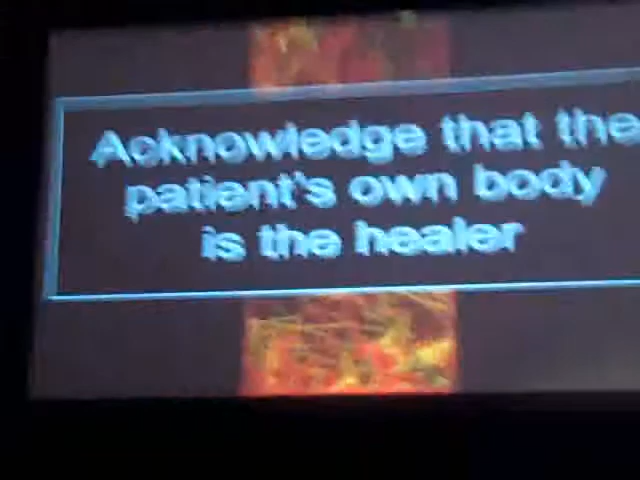 Acknowledge that the
patient's own body
is the healer